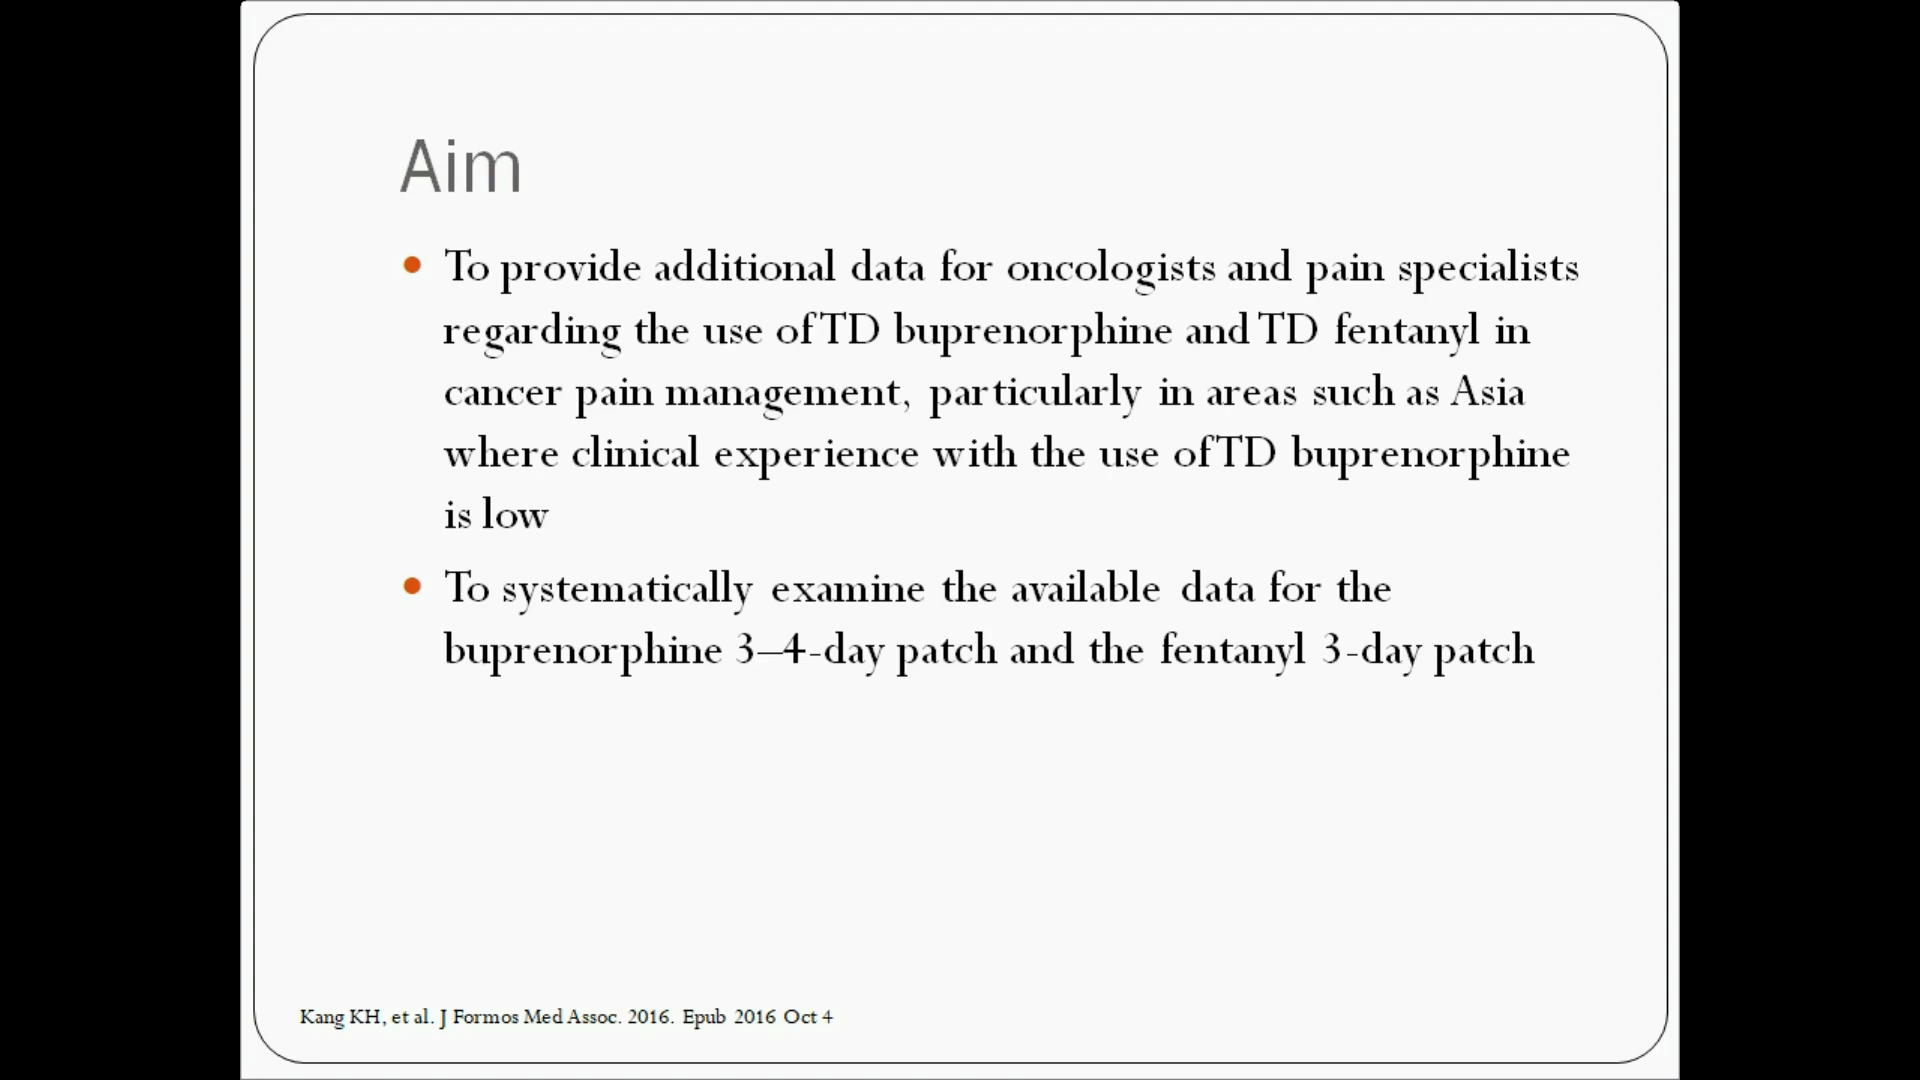 Aim
To provide additional data for oncologists and pain specialists
regarding the use of TD buprenorphine and TD fentanyl in
cancer pain management, particularly in areas such as Asia
where clinical experience with the use of TD buprenorphine
is low
To systematically examine the available data for the
buprenorphine 3–4-day patch and the fentanyl 3-day patch
Kang KH, et al. J Formos Med Assoc. 2016. Epub 2016 Oct 4